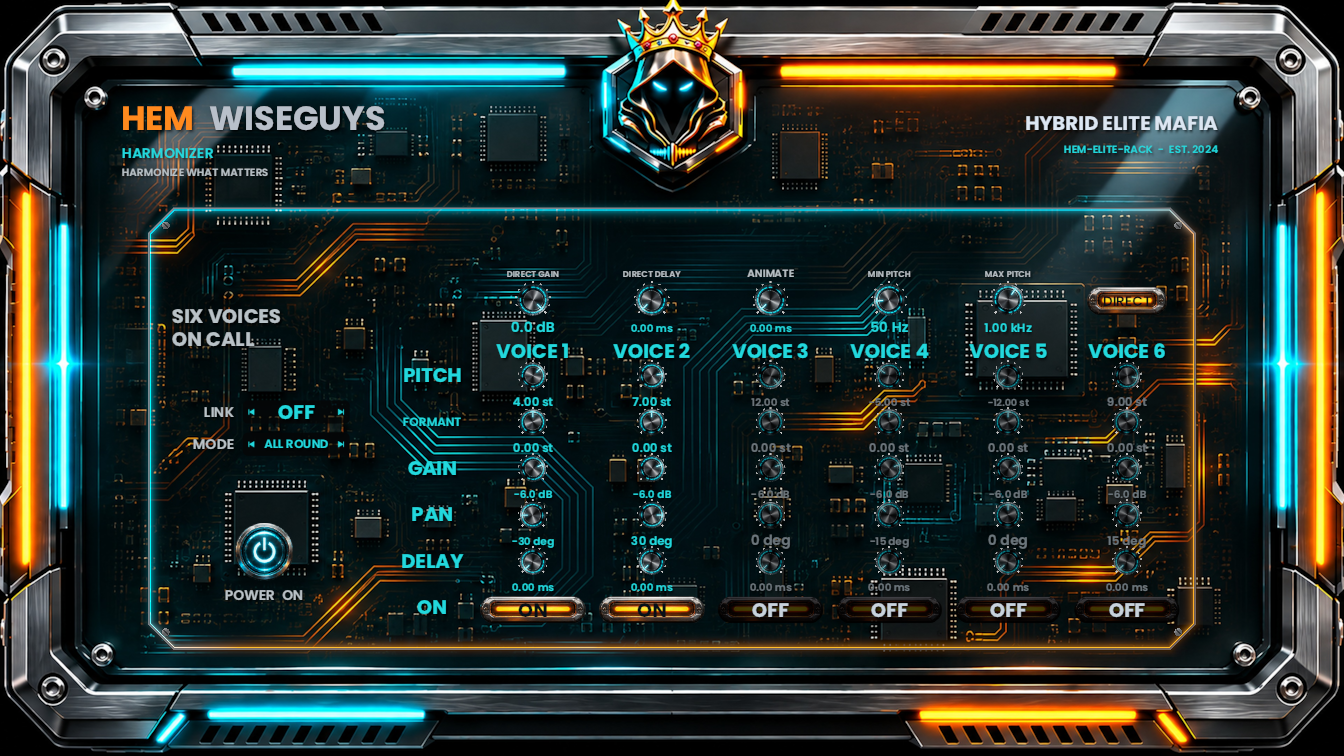 HEM WISEGUYS
HARMONIZER
HARMONIZE WHAT MATTERS
HYBRID ELITE MAFIA
HEM-ELITE-RACK - EST. 2024
DIRECT GAIN DIRECT DELAY ANIMATE MIN PITCH MAX PITCH
DIRECT
0.0 dB 0.00 ms 0.00 ms 50 Hz 1.00 kHz
SIX VOICES
ON CALL
VOICE 1 VOICE 2 VOICE 3 VOICE 4 VOICE 5 VOICE 6
PITCH
4.00 st 7.00 st 12.00 st -5.00 st -12.00 st 9.00 st
LINK OFF
FORMANT
0.00 st 0.00 st 0.00 st 0.00 st 0.00 st 0.00 st
MODE ALL ROUND
GAIN
-6.0 dB -6.0 dB -6.0 dB -6.0 dB -6.0 dB -6.0 dB
PAN
-30 deg 30 deg 0 deg -15 deg 0 deg 15 deg
DELAY
0.00 ms 0.00 ms 0.00 ms 0.00 ms 0.00 ms 0.00 ms
POWER ON
ON ON ON OFF OFF OFF OFF